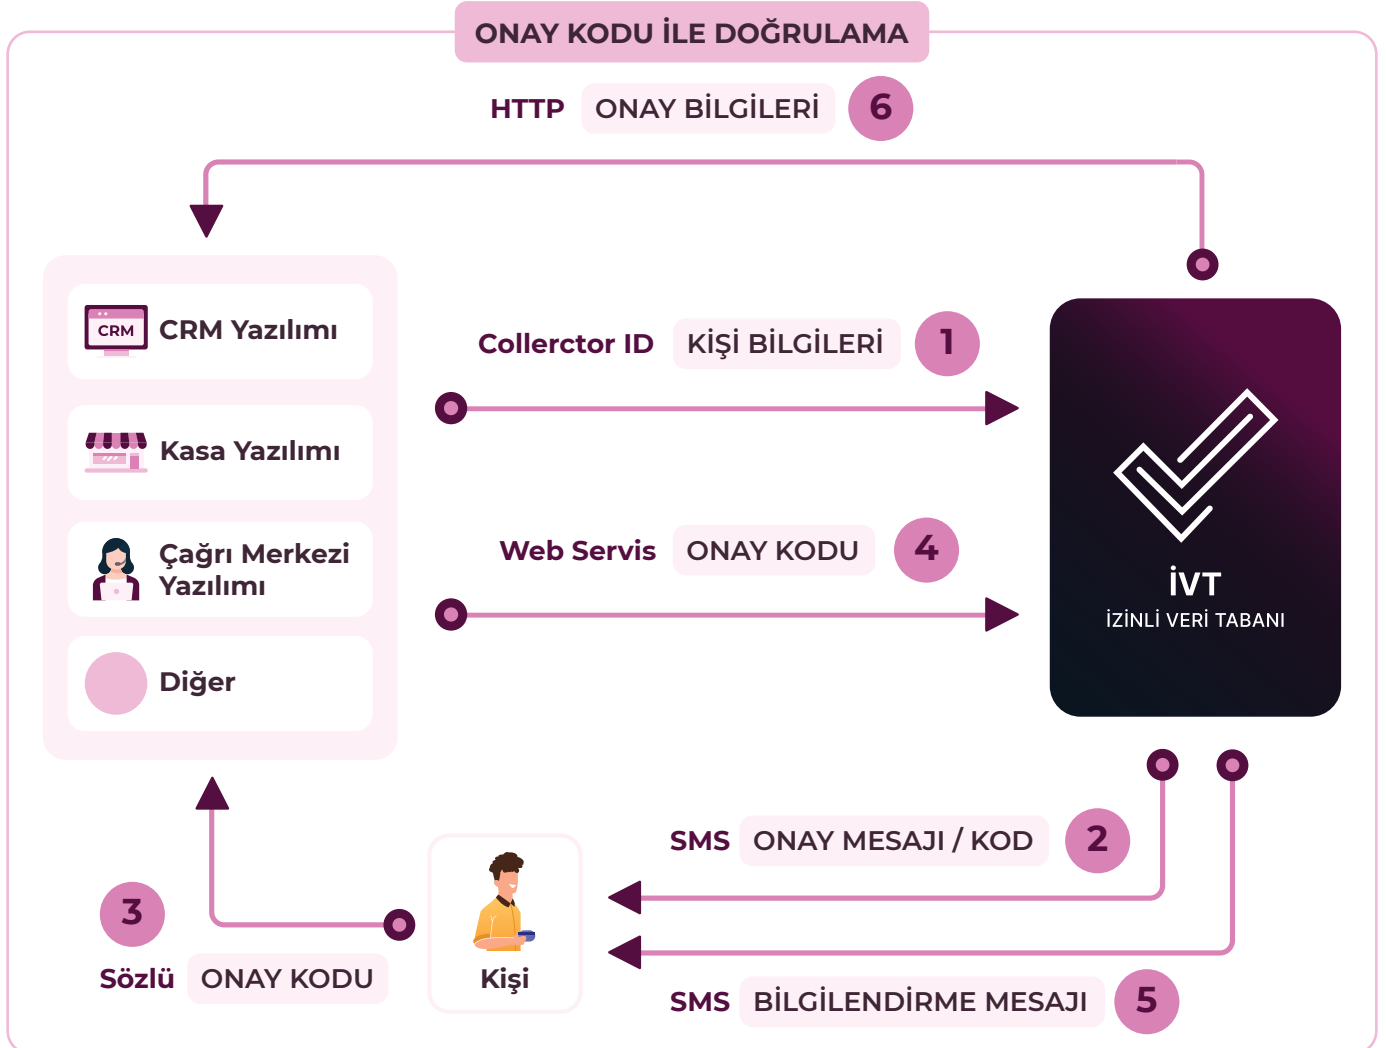 ONAY KODU İLE DOĞRULAMA
HTTP ONAY BİLGİLERİ 6
CRM CRM Yazılımı
Collerctor ID KİŞİ BİLGİLERİ 1
Kasa Yazılımı
Çağrı Merkezi
Yazılımı
Web Servis ONAY KODU 4
İVT
İZİNLİ VERİ TABANI
Diğer
SMS ONAY MESAJI / KOD 2
3
Sözlü ONAY KODU
Kişi
SMS BİLGİLENDİRME MESAJI 5